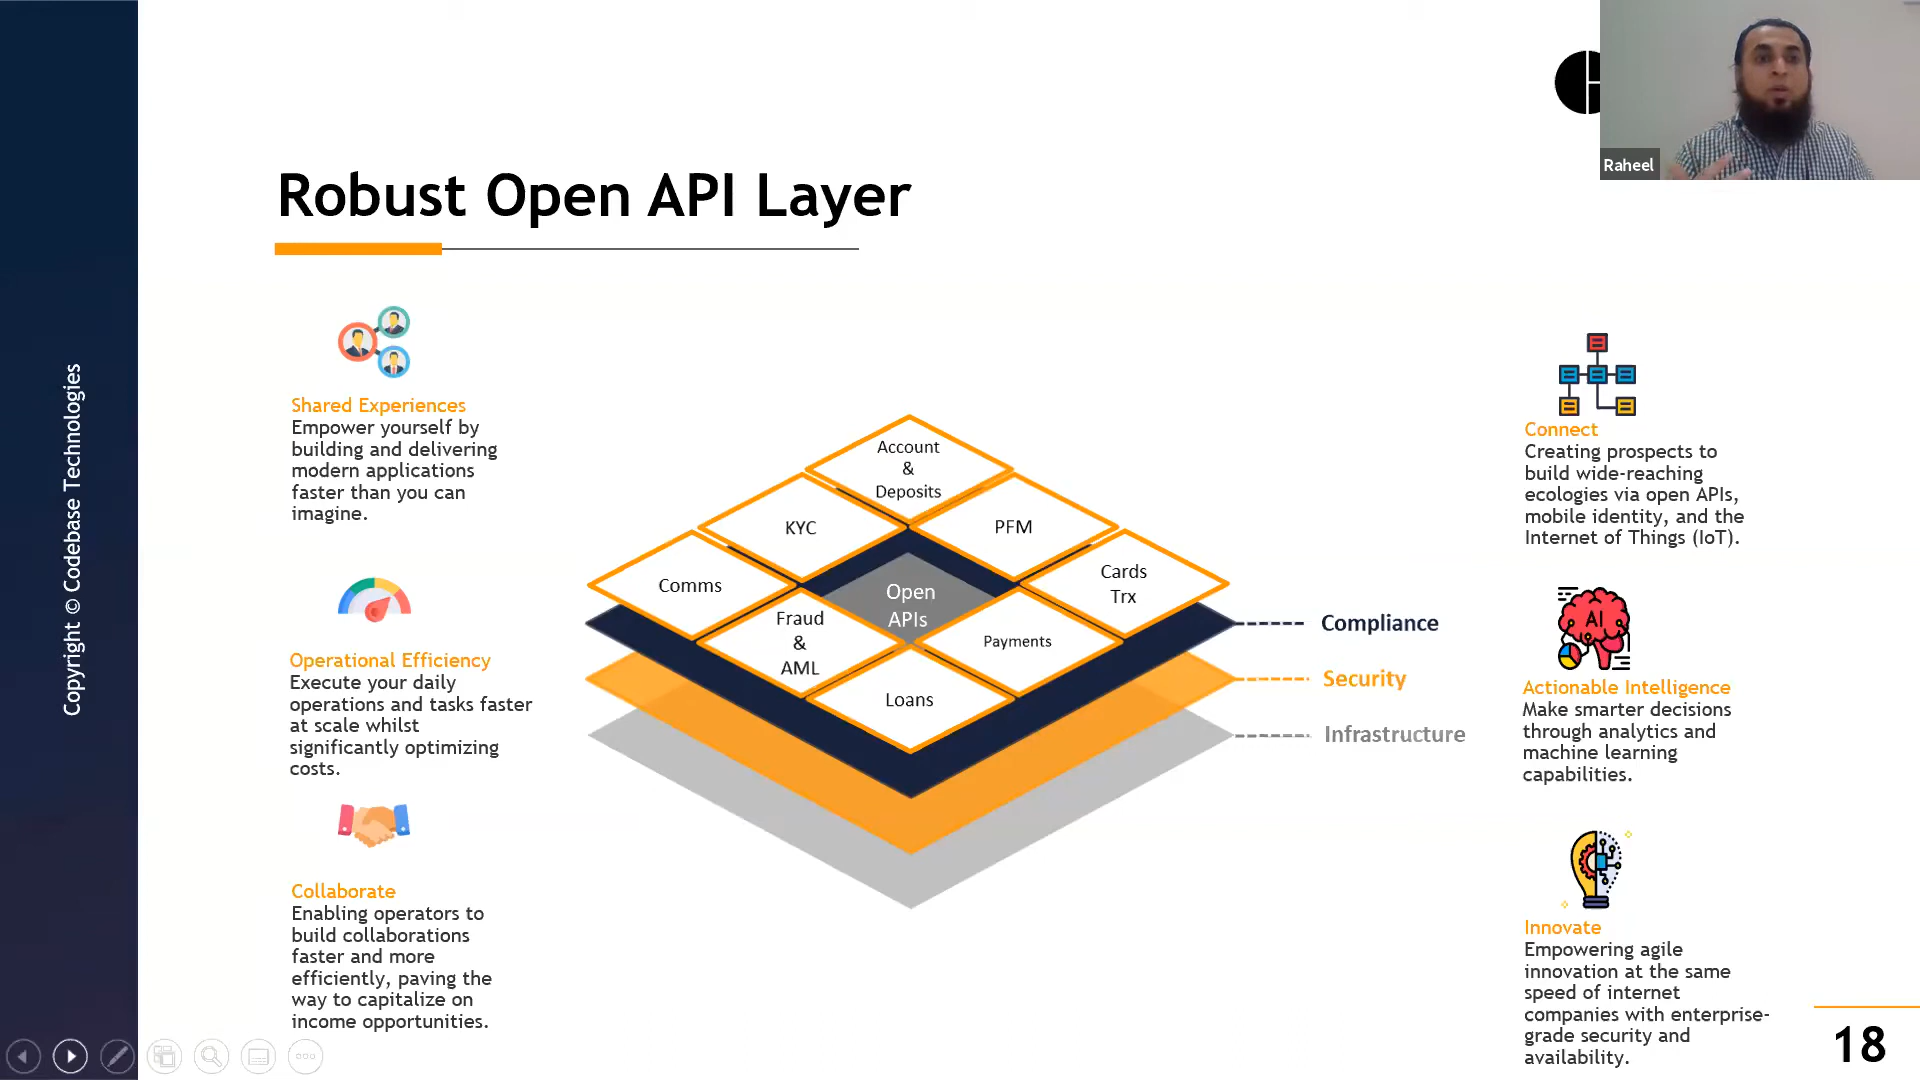 Copyright © Codebase Technologies
Raheel
Robust Open API Layer
Shared Experiences
Empower yourself by
building and delivering
modern applications
faster than you can
imagine.
Operational Efficiency
Execute your daily
operations and tasks faster
at scale whilst
significantly optimizing
costs.
Collaborate
Enabling operators to
build collaborations
faster and more
efficiently, paving the
way to capitalize on
income opportunities.
Account
&
Deposits
KYC
PFM
Comms
Open
APIs
Cards
Trx
Fraud
&
AML
Payments
Loans
Compliance
Security
Infrastructure
Connect
Creating prospects to
build wide-reaching
ecologies via open APIs,
mobile identity, and the
Internet of Things (IoT).
AI
Actionable Intelligence
Make smarter decisions
through analytics and
machine learning
capabilities.
Innovate
Empowering agile
innovation at the same
speed of internet
companies with enterprise-
grade security and
availability.
18